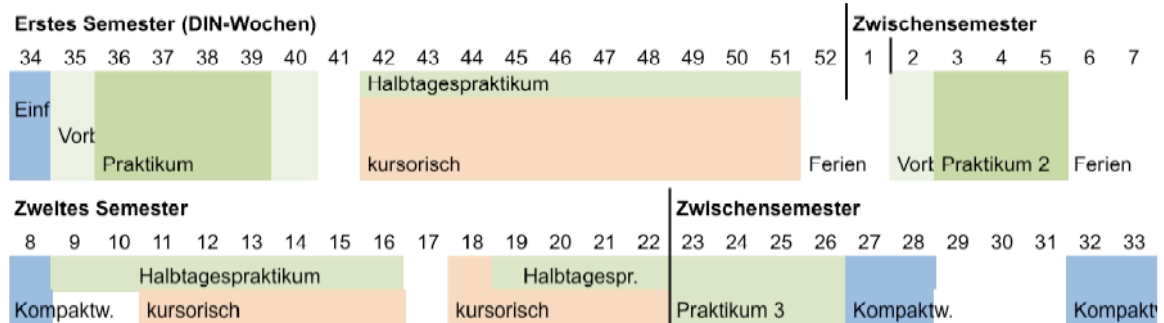 Erstes Semester (DIN-Wochen) Zwischensemester
34 35 36 37 38 39 40 41 42 43 44 45 46 47 48 49 50 51 52 1 2 3 4 5 6 7
Halbtagespraktikum
Einf
Vorb
Praktikum kursorisch Ferien Vorb Praktikum 2 Ferien
Zweites Semester Zwischensemester
8 9 10 11 12 13 14 15 16 17 18 19 20 21 22 23 24 25 26 27 28 29 30 31 32 33
Halbtagespraktikum Halbtagespr.
Kompaktw. kursorisch kursorisch Praktikum 3 Kompaktw. Kompakt